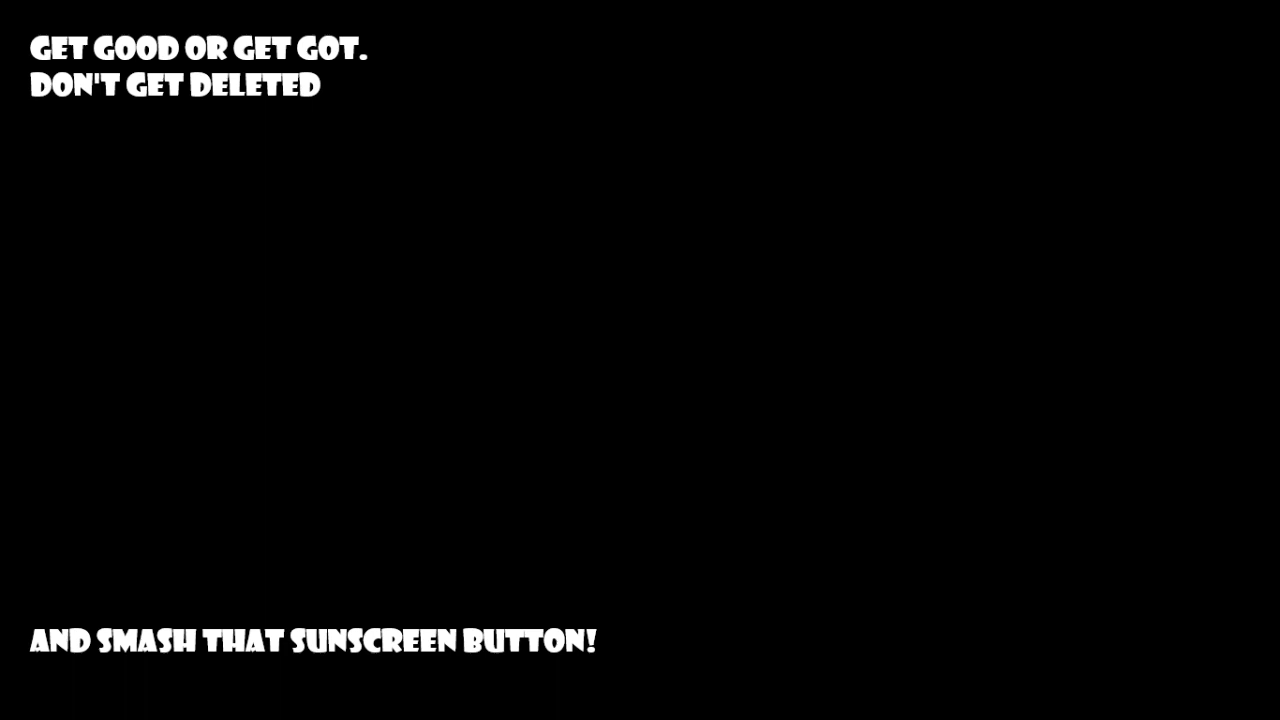 GET GOOD OR GET GOT.
DON'T GET DELETED
AND SMASH THAT SUNSCREEN BUTTON!